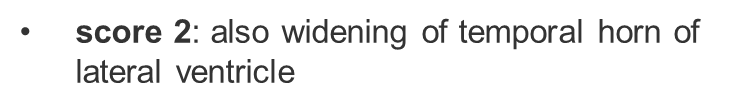 • score 2: also widening of temporal horn of
lateral ventricle